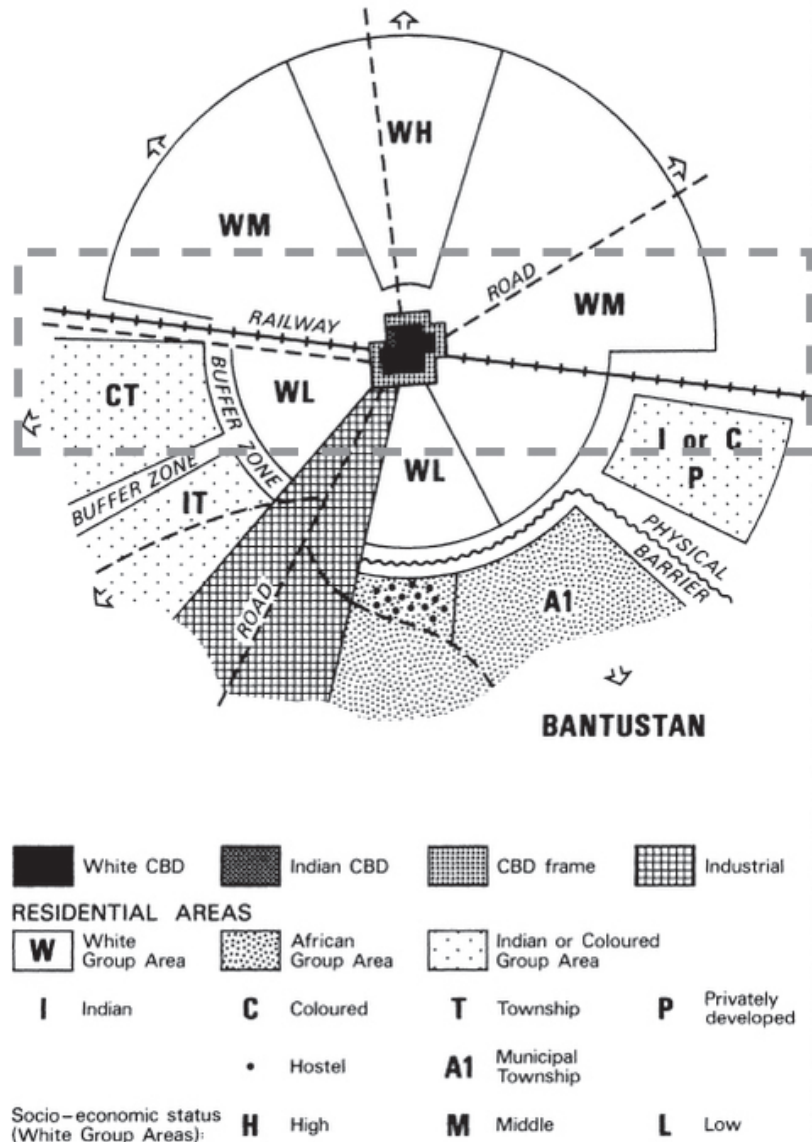 WH
WM
ROAD
WM
RAILWAY
CT
BUFFER ZONE
WL
I or C
P
WL
BUFFER ZONE
IT
PHYSICAL
BARRIER
ROAD
A1
BANTUSTAN
White CBD
Indian CBD
CBD frame
Industrial
RESIDENTIAL AREAS
W White
Group Area
African
Group Area
Indian or Coloured
Group Area
I Indian
C Coloured
T Township
P Privately
developed
• Hostel
A1 Municipal
Township
Socio-economic status
(White Group Areas):
H High
M Middle
L Low